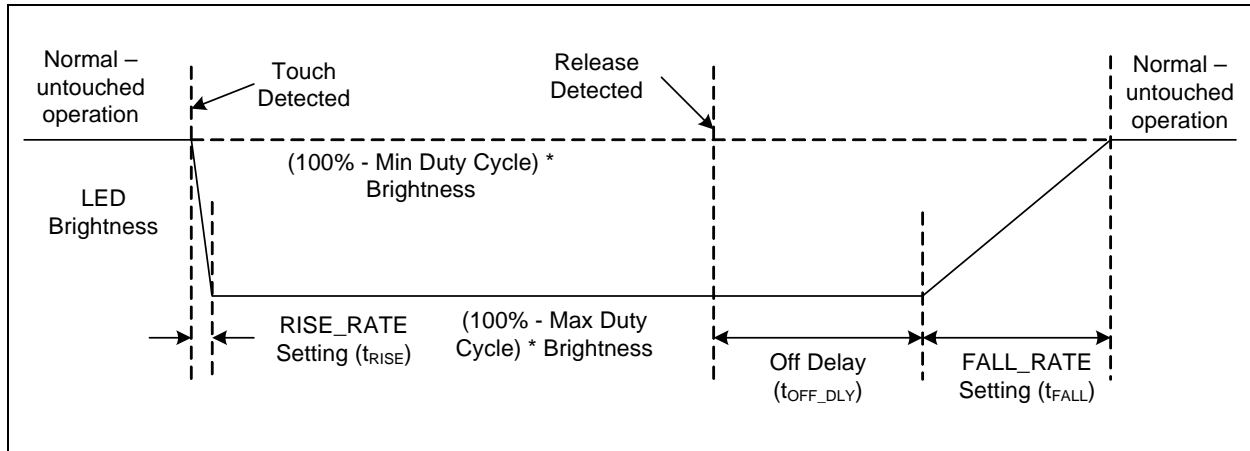 Normal –
untouched
operation
Touch
Detected
Release
Detected
Normal –
untouched
operation
(100% - Min Duty Cycle) *
Brightness
LED
Brightness
RISE_RATE
Setting (tRISE)
(100% - Max Duty
Cycle) * Brightness
Off Delay
(tOFF_DLY)
FALL_RATE
Setting (tFALL)